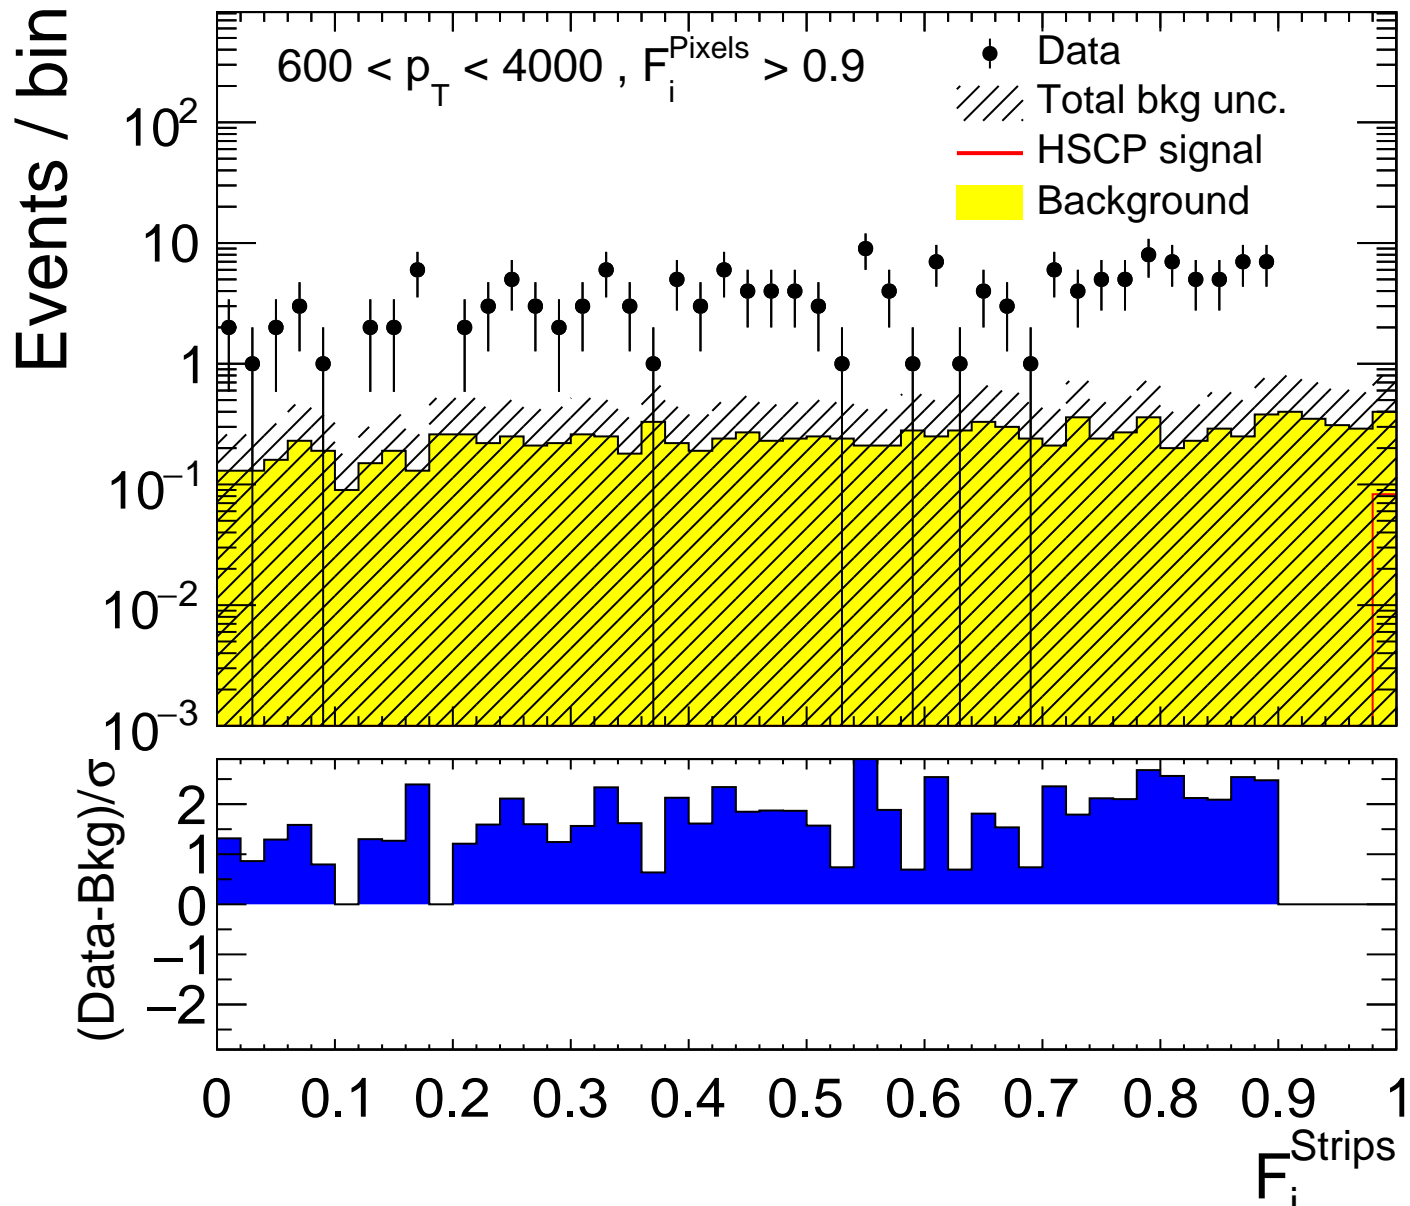 Events / bin
600 < p_T < 4000 , F_i^Pixels > 0.9
Data
Total bkg unc.
HSCP signal
Background
10²
10
1
10⁻¹
10⁻²
10⁻³
(Data-Bkg)/σ
2
1
0
−1
−2
0 0.1 0.2 0.3 0.4 0.5 0.6 0.7 0.8 0.9 1
F_i^Strips